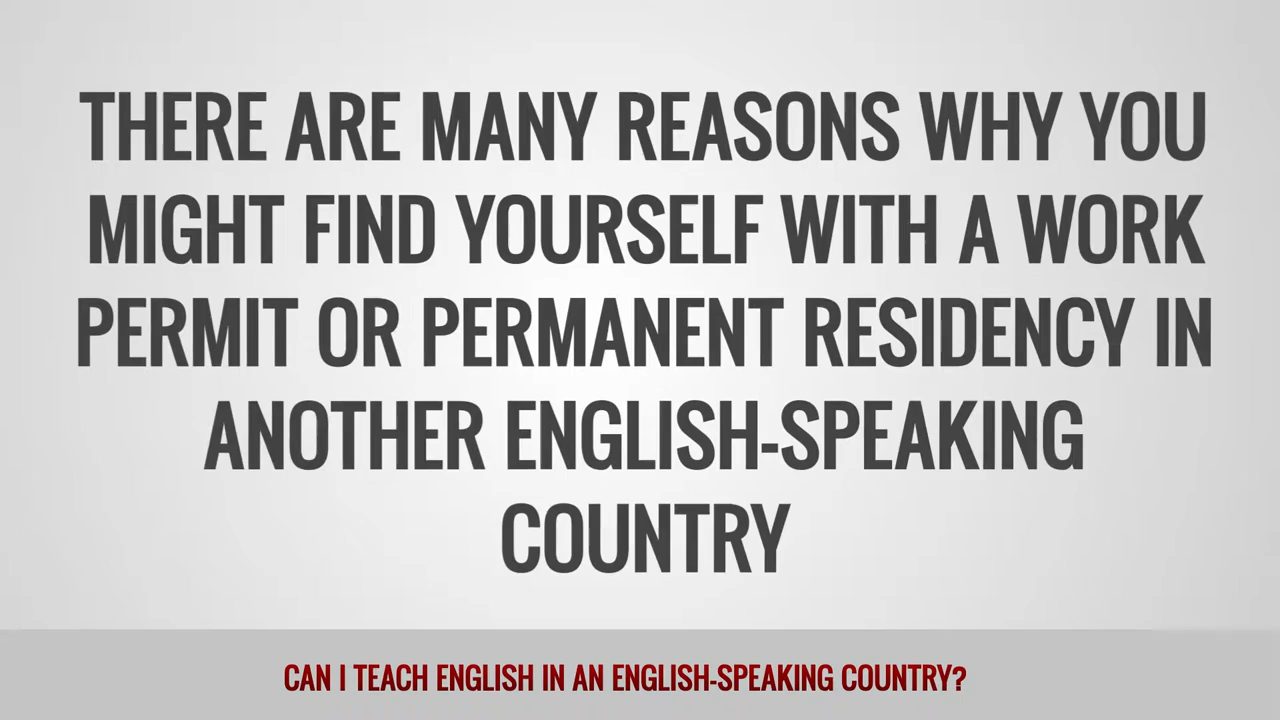 THERE ARE MANY REASONS WHY YOU
MIGHT FIND YOURSELF WITH A WORK
PERMIT OR PERMANENT RESIDENCY IN
ANOTHER ENGLISH-SPEAKING
COUNTRY
CAN I TEACH ENGLISH IN AN ENGLISH-SPEAKING COUNTRY?